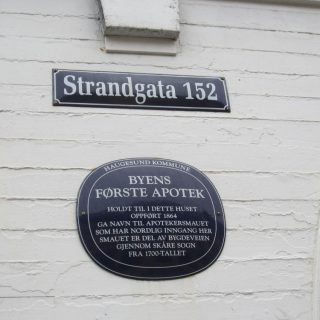 Strandgata 152
HAUGESUND KOMMUNE
BYENS
FØRSTE APOTEK
HOLDT TIL I DETTE HUSET
OPPFØRT 1864
GA NAVN TIL APOTEKERSMAUET
SOM HAR NORDLIG INNGANG HER
SMAUET ER DEL AV BYGDEVEIEN
GJENNOM SKÅRE SOGN
FRA 1700-TALLET